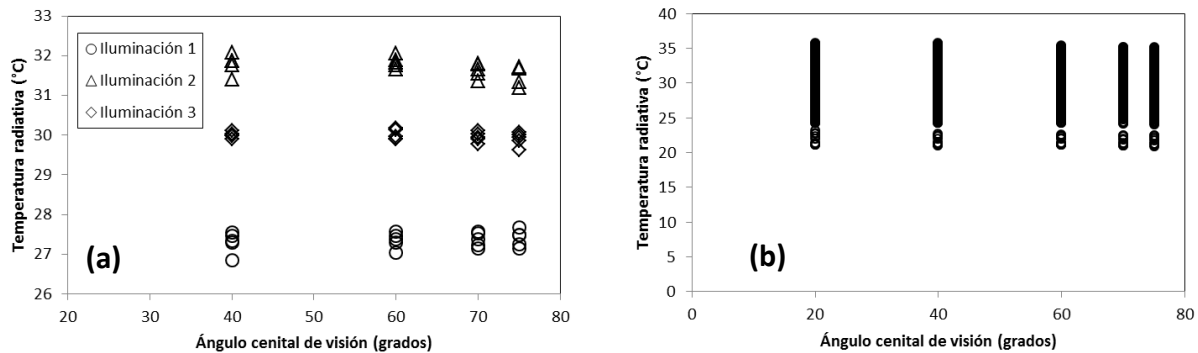 33
32
31
30
29
28
27
26
Temperatura radiativa (°C)
Iluminación 1
Iluminación 2
Iluminación 3
(a)
20 30 40 50 60 70 80
Ángulo cenital de visión (grados)
40
35
30
25
20
15
10
5
0
Temperatura radiativa (°C)
(b)
0 20 40 60 80
Ángulo cenital de visión (grados)